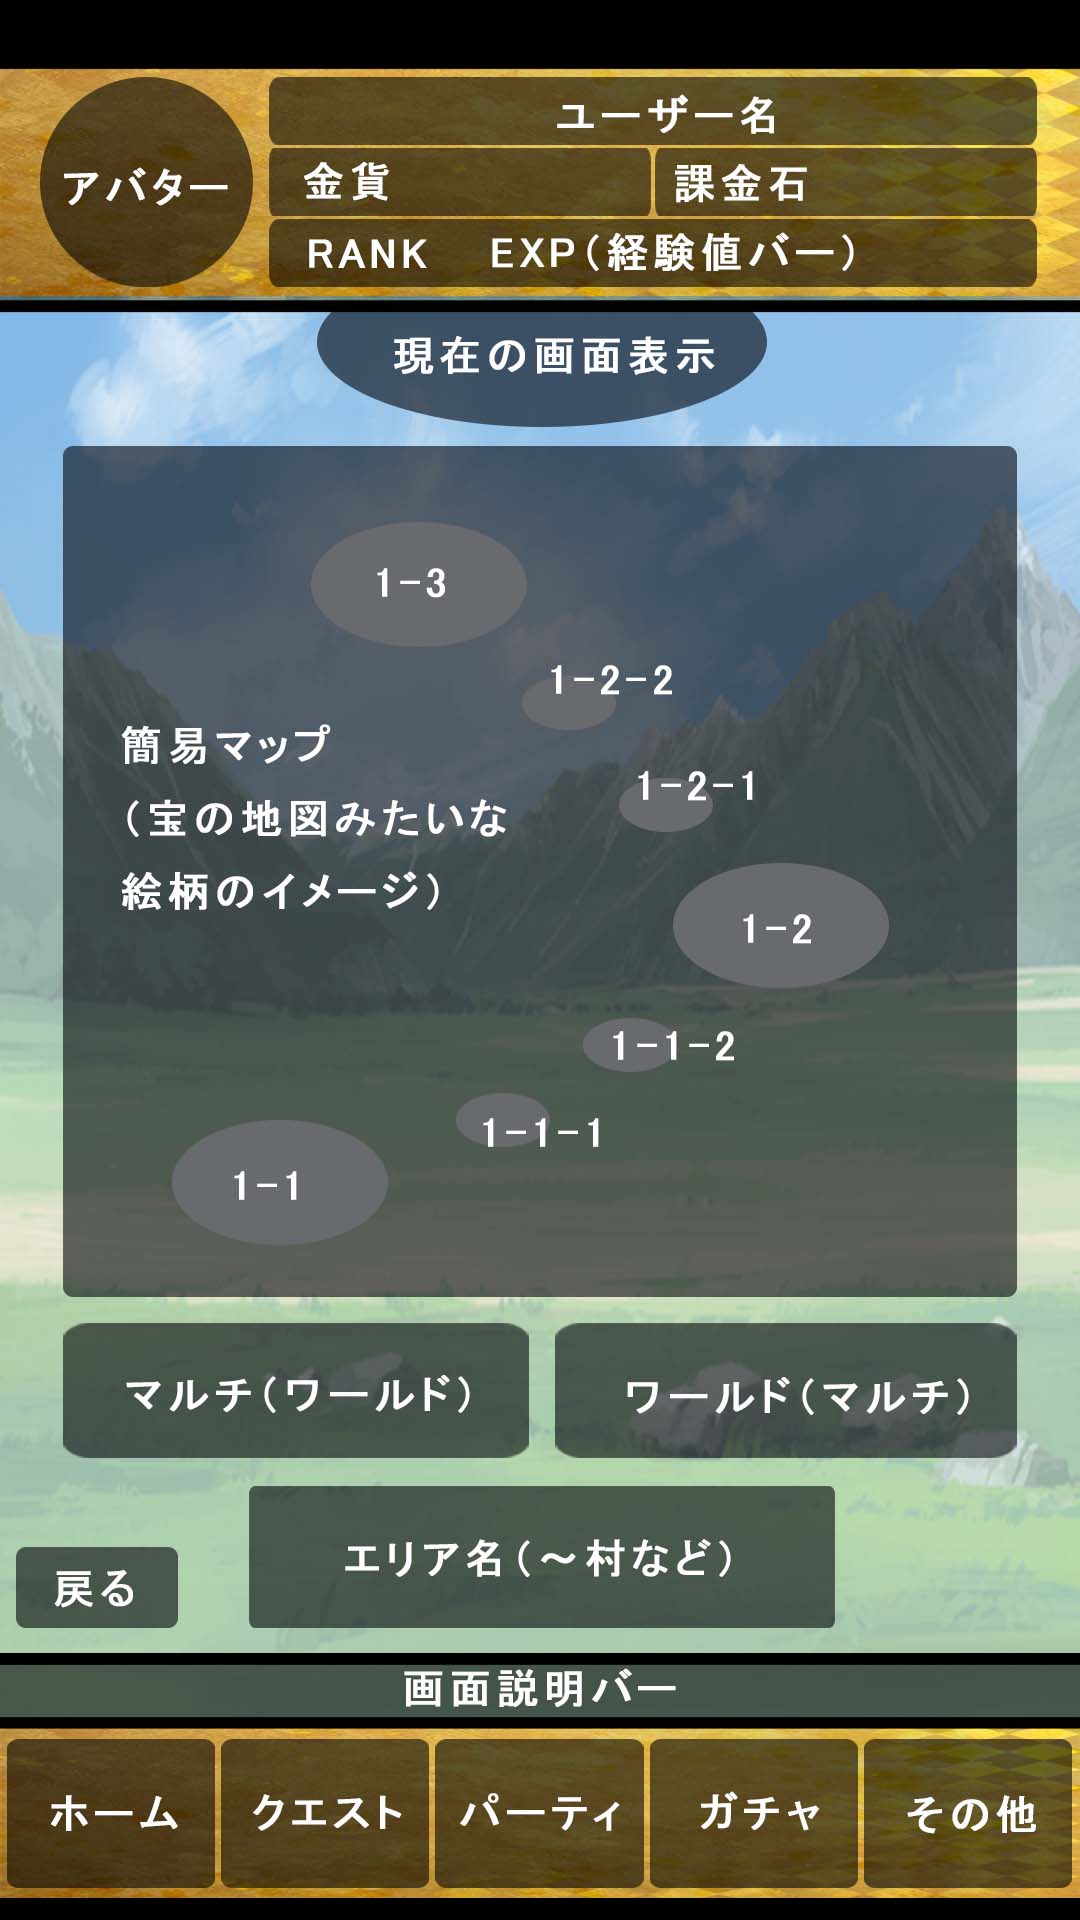 ユーザー名
アバター
金貨
課金石
RANK EXP(経験値バー)
現在の画面表示
1-3
1-2-2
簡易マップ
(宝の地図みたいな
絵柄のイメージ)
1-2-1
1-2
1-1-2
1-1-1
1-1
マルチ(ワールド)
ワールド(マルチ)
エリア名(～村など)
戻る
画面説明バー
ホーム
クエスト
パーティ
ガチャ
その他